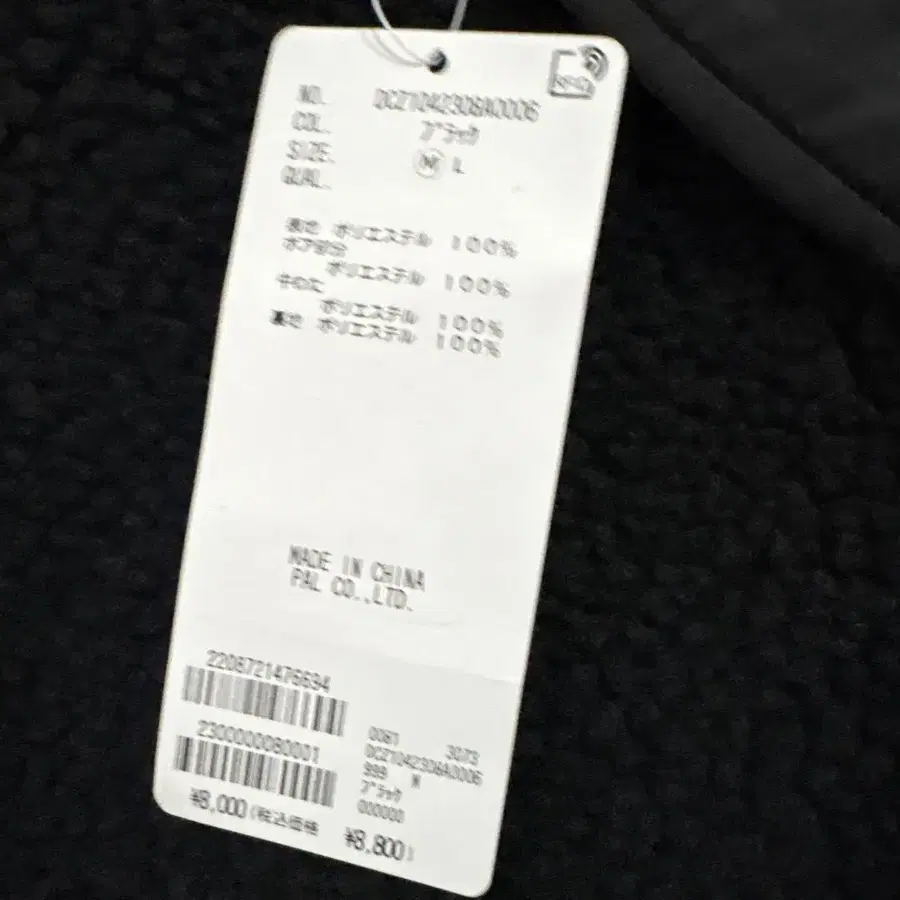 RFID
NO. DCZ1042308A0006
COL. ブラック
SIZE. M L
QUAL.
表地 ポリエステル 100%
ボア部分
ポリエステル 100%
中わた
ポリエステル 100%
裏地 ポリエステル 100%
MADE IN CHINA
PAL CO.,LTD.
2208721476694
2300000080001
¥8,000(税込価格 ¥8,800)
0081 3073
DCZ1042308A0006
999 M
ブラック
000000